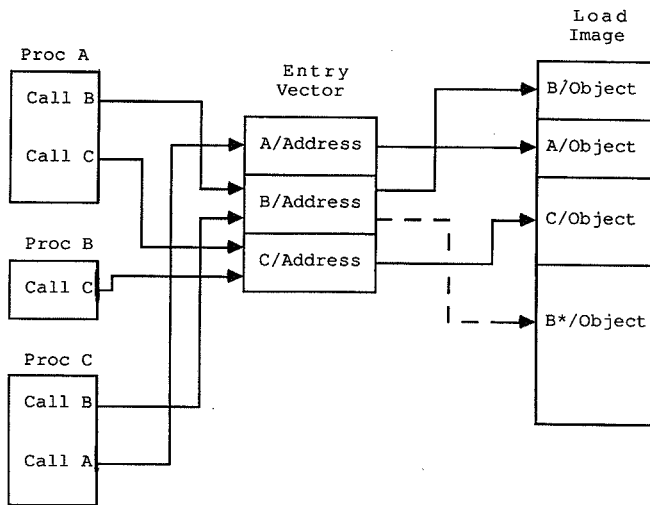 Proc A
Call B
Call C
Proc B
Call C
Proc C
Call B
Call A
Entry
Vector
A/Address
B/Address
C/Address
Load
Image
B/Object
A/Object
C/Object
B*/Object